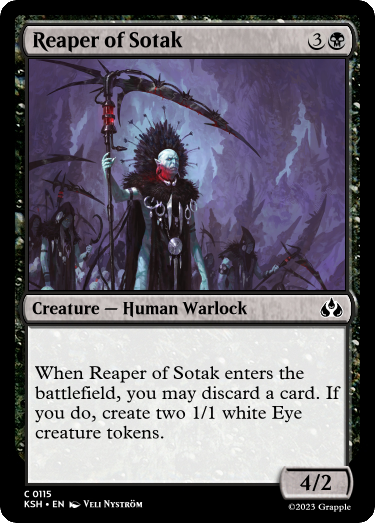 Reaper of Sotak 3
Creature — Human Warlock
When Reaper of Sotak enters the
battlefield, you may discard a card. If
you do, create two 1/1 white Eye
creature tokens.
4/2
C 0115
KSH • EN Veli Nyström
©2023 Grapple